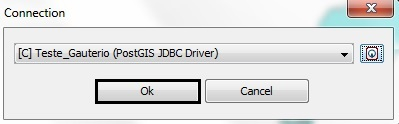 Connection
[C] Teste_Gauterio (PostGIS JDBC Driver)
Ok
Cancel